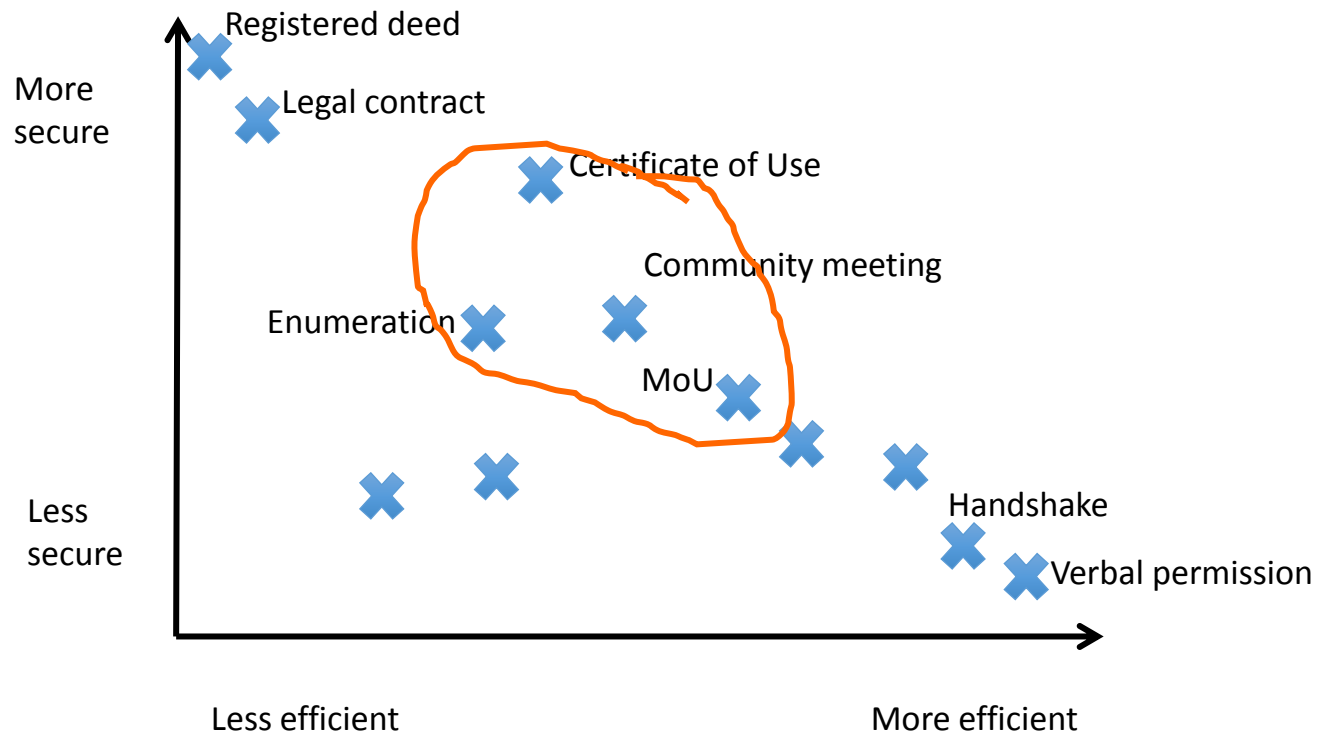 Registered deed
More
secure
Legal contract
Certificate of Use
Community meeting
Enumeration
MoU
Less
secure
Handshake
Verbal permission
Less efficient
More efficient